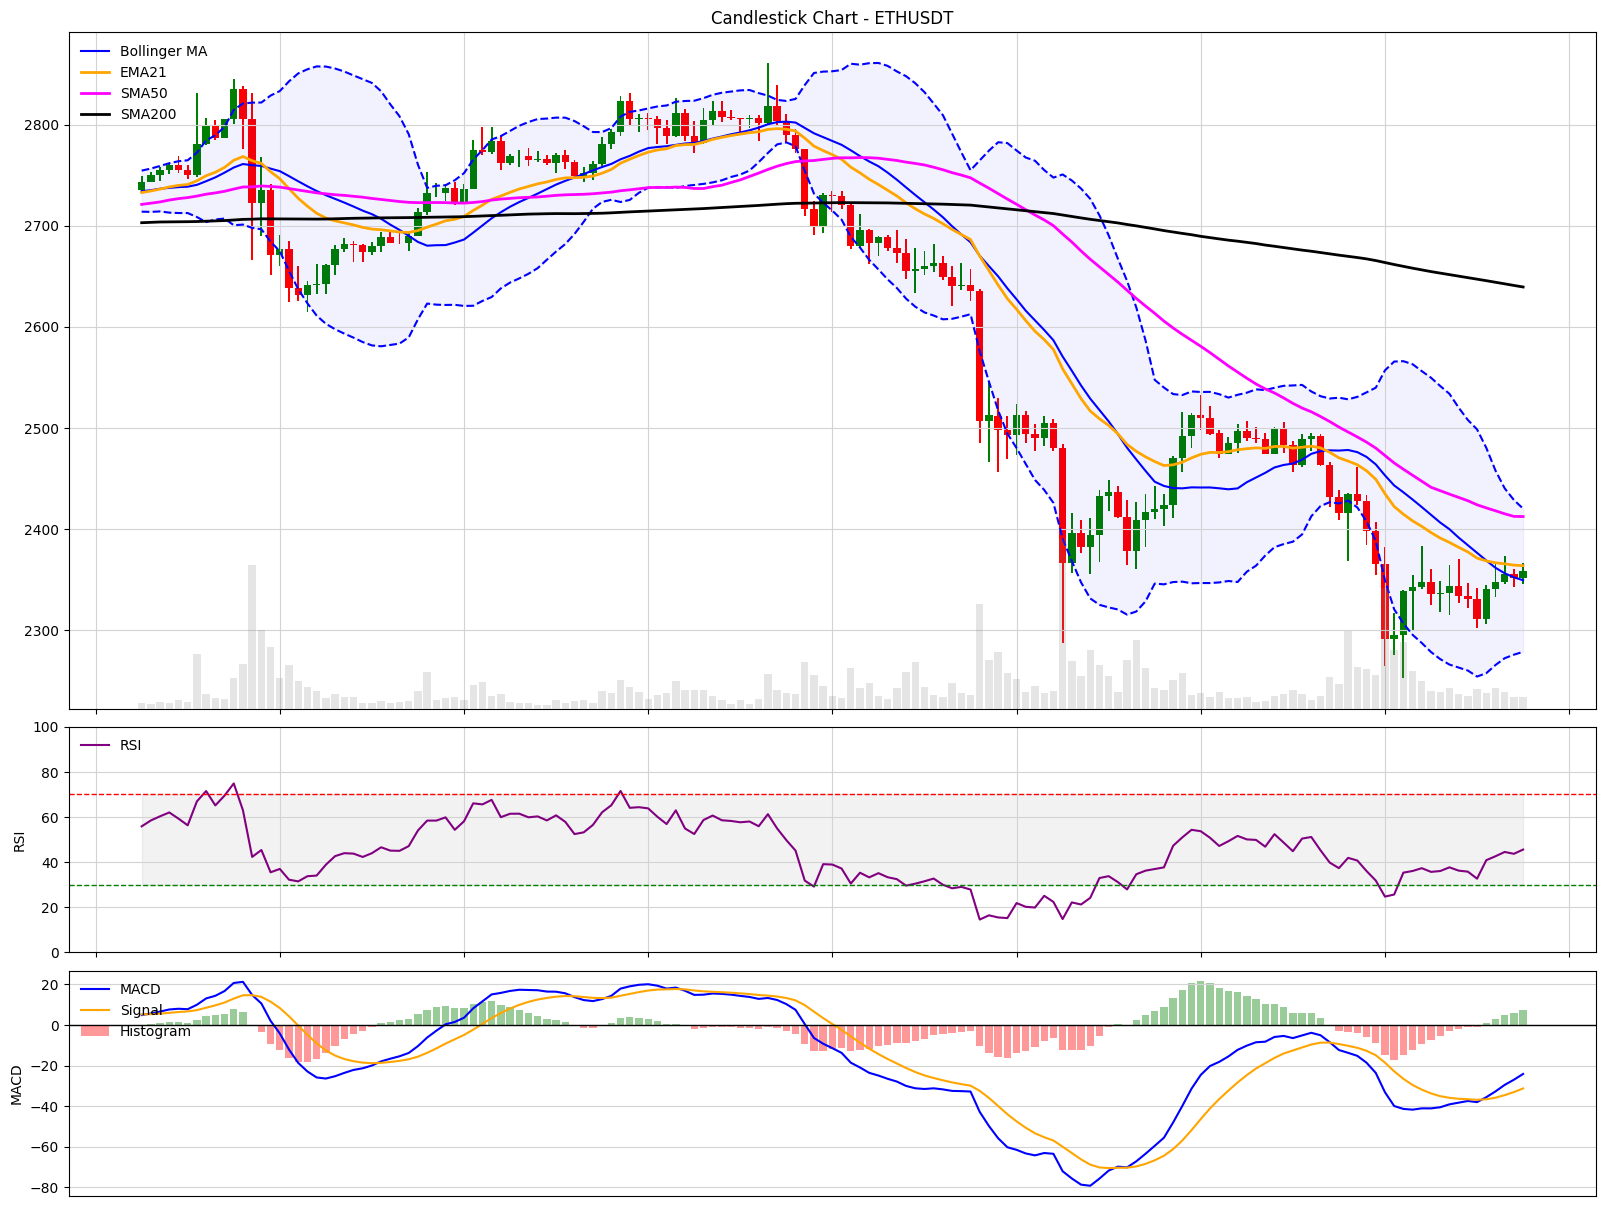 Candlestick Chart - ETHUSDT
Bollinger MA
EMA21
SMA50
SMA200
2800
2700
2600
2500
2400
2300
100
80
60
40
20
0
RSI
RSI
20
0
−20
−40
−60
−80
MACD
MACD
Signal
Histogram